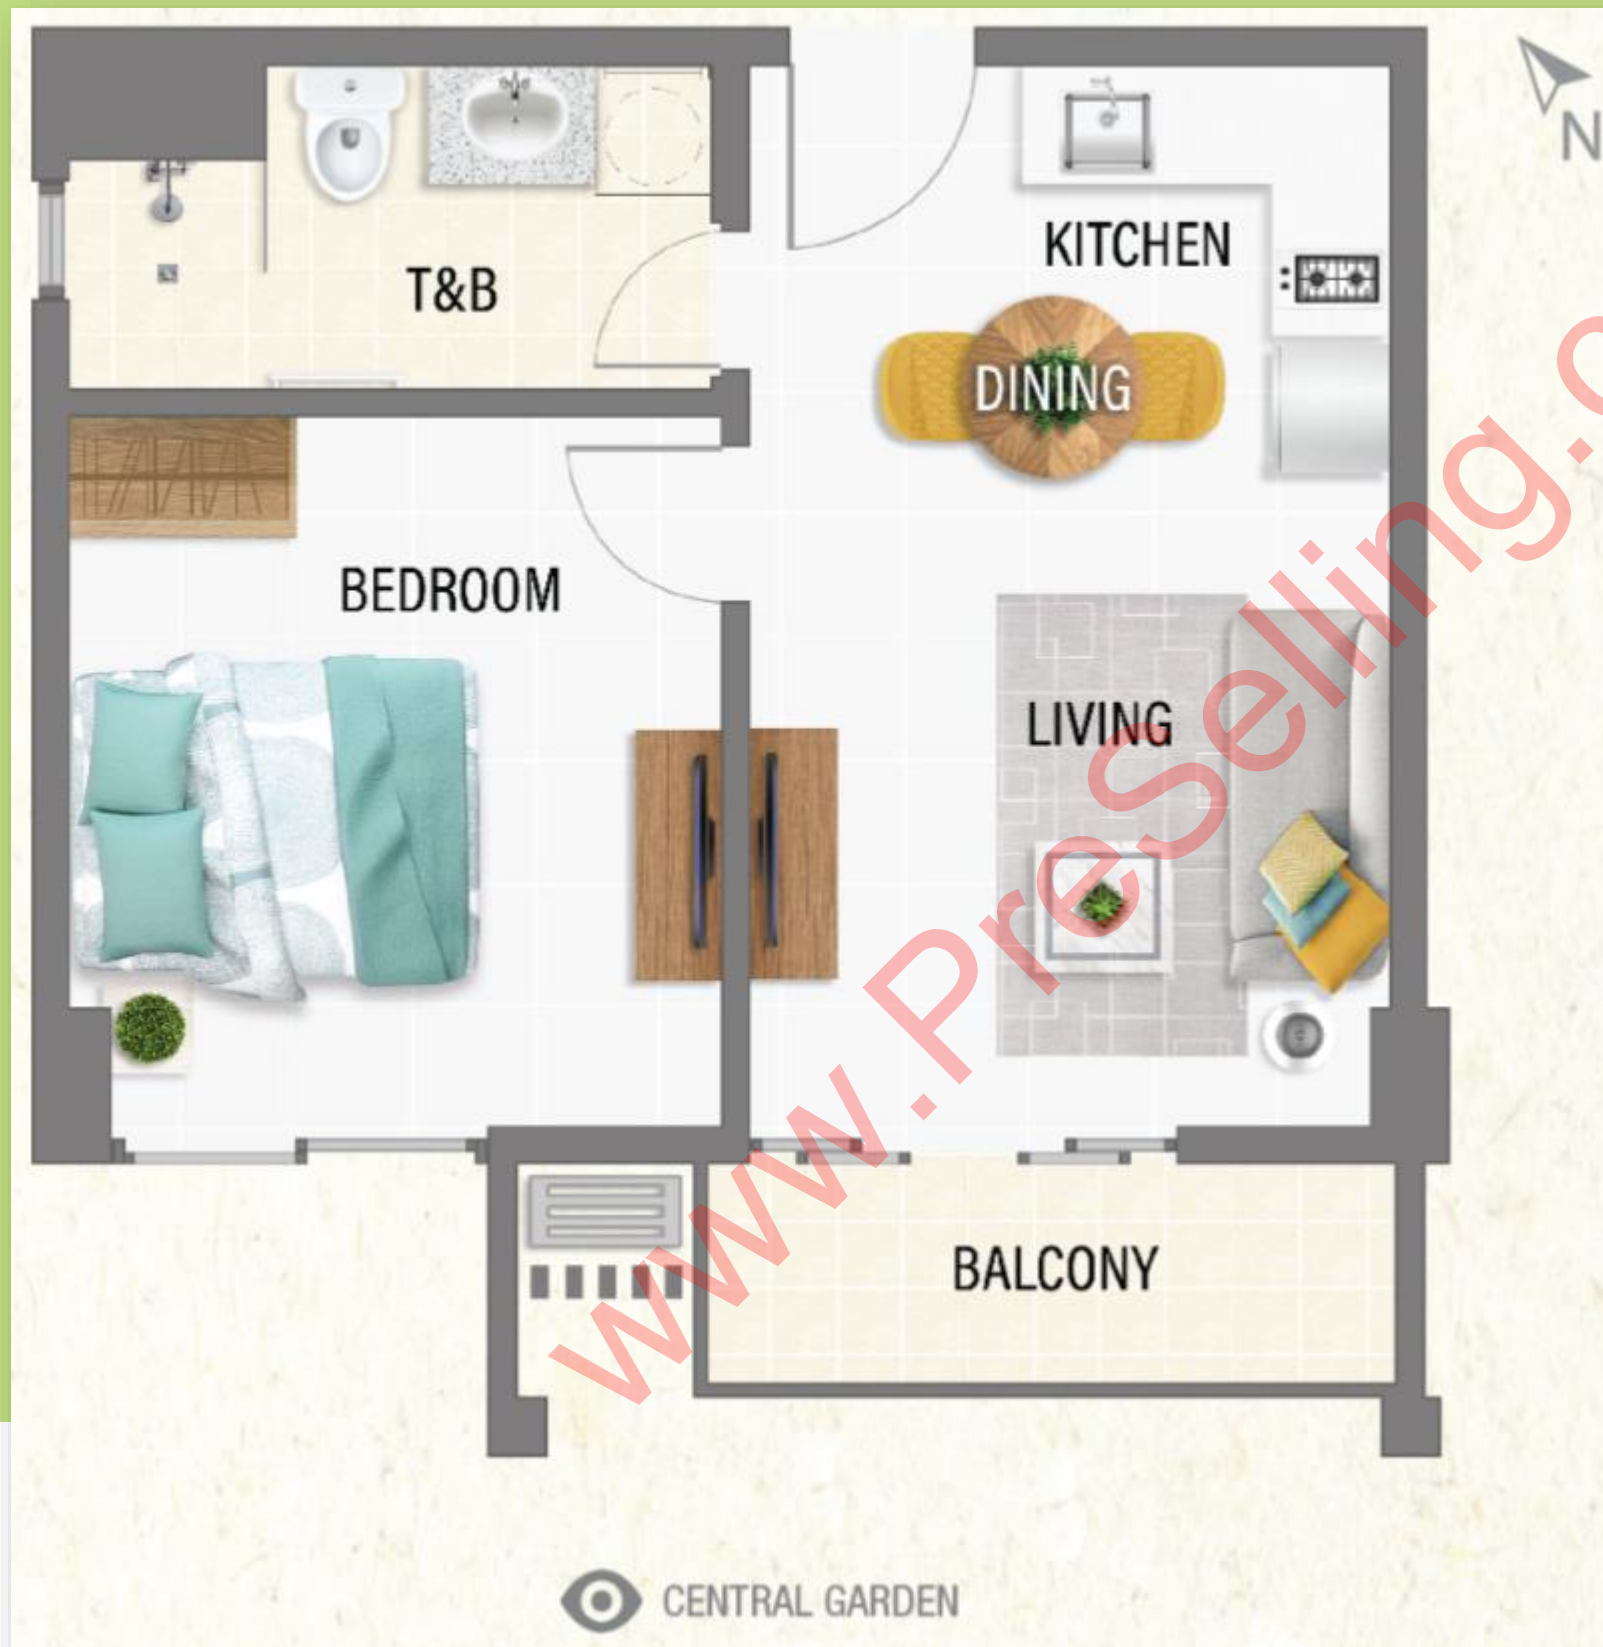 N
KITCHEN
T&B
DINING
BEDROOM
LIVING
www.PreSelling.c
BALCONY
CENTRAL GARDEN